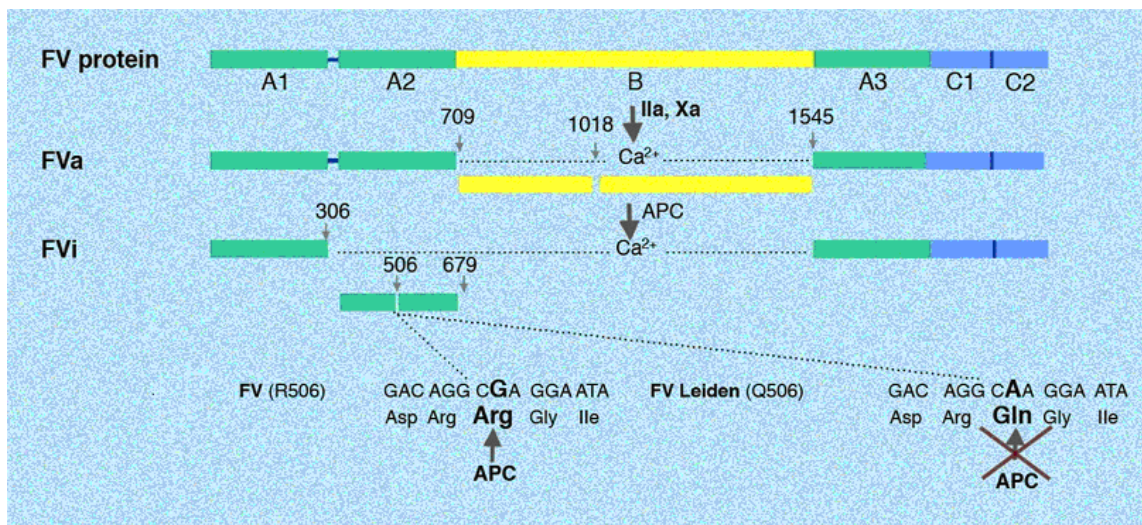 FV protein
A1 A2 B A3 C1 C2
IIa, Xa
709 1018 1545
FVa Ca2+
APC
306
FVi Ca2+
506 679
FV (R506) GAC AGG CGA GGA ATA FV Leiden (Q506) GAC AGG CAA GGA ATA
Asp Arg Arg Gly Ile Asp Arg Gln Gly Ile
APC APC